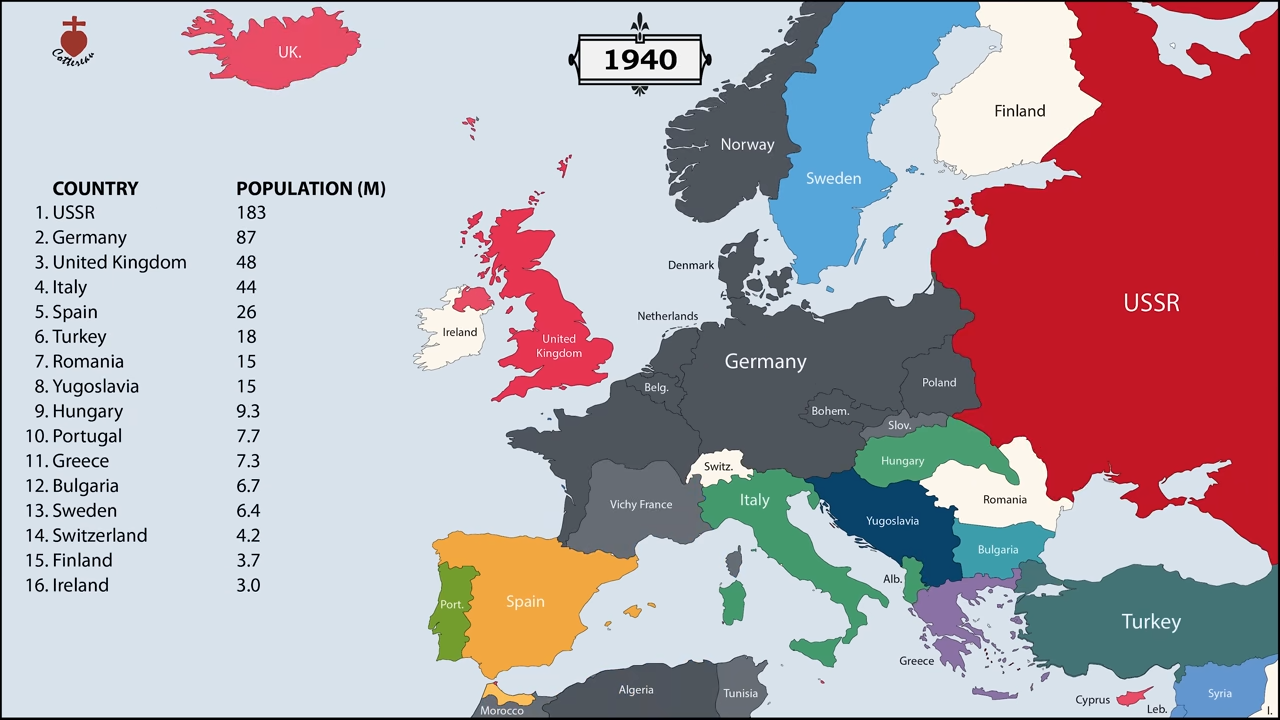 Cottereau
UK.
1940
COUNTRY POPULATION (M)
1. USSR 183
2. Germany 87
3. United Kingdom 48
4. Italy 44
5. Spain 26
6. Turkey 18
7. Romania 15
8. Yugoslavia 15
9. Hungary 9.3
10. Portugal 7.7
11. Greece 7.3
12. Bulgaria 6.7
13. Sweden 6.4
14. Switzerland 4.2
15. Finland 3.7
16. Ireland 3.0
Finland
Norway
Sweden
Denmark
USSR
Netherlands
Ireland
United
Kingdom
Germany
Belg.
Poland
Bohem.
Slov.
Hungary
Switz.
Italy
Romania
Vichy France
Yugoslavia
Bulgaria
Alb.
Port.
Spain
Turkey
Greece
Algeria
Tunisia
Morocco
Cyprus
Syria
Leb.
I.